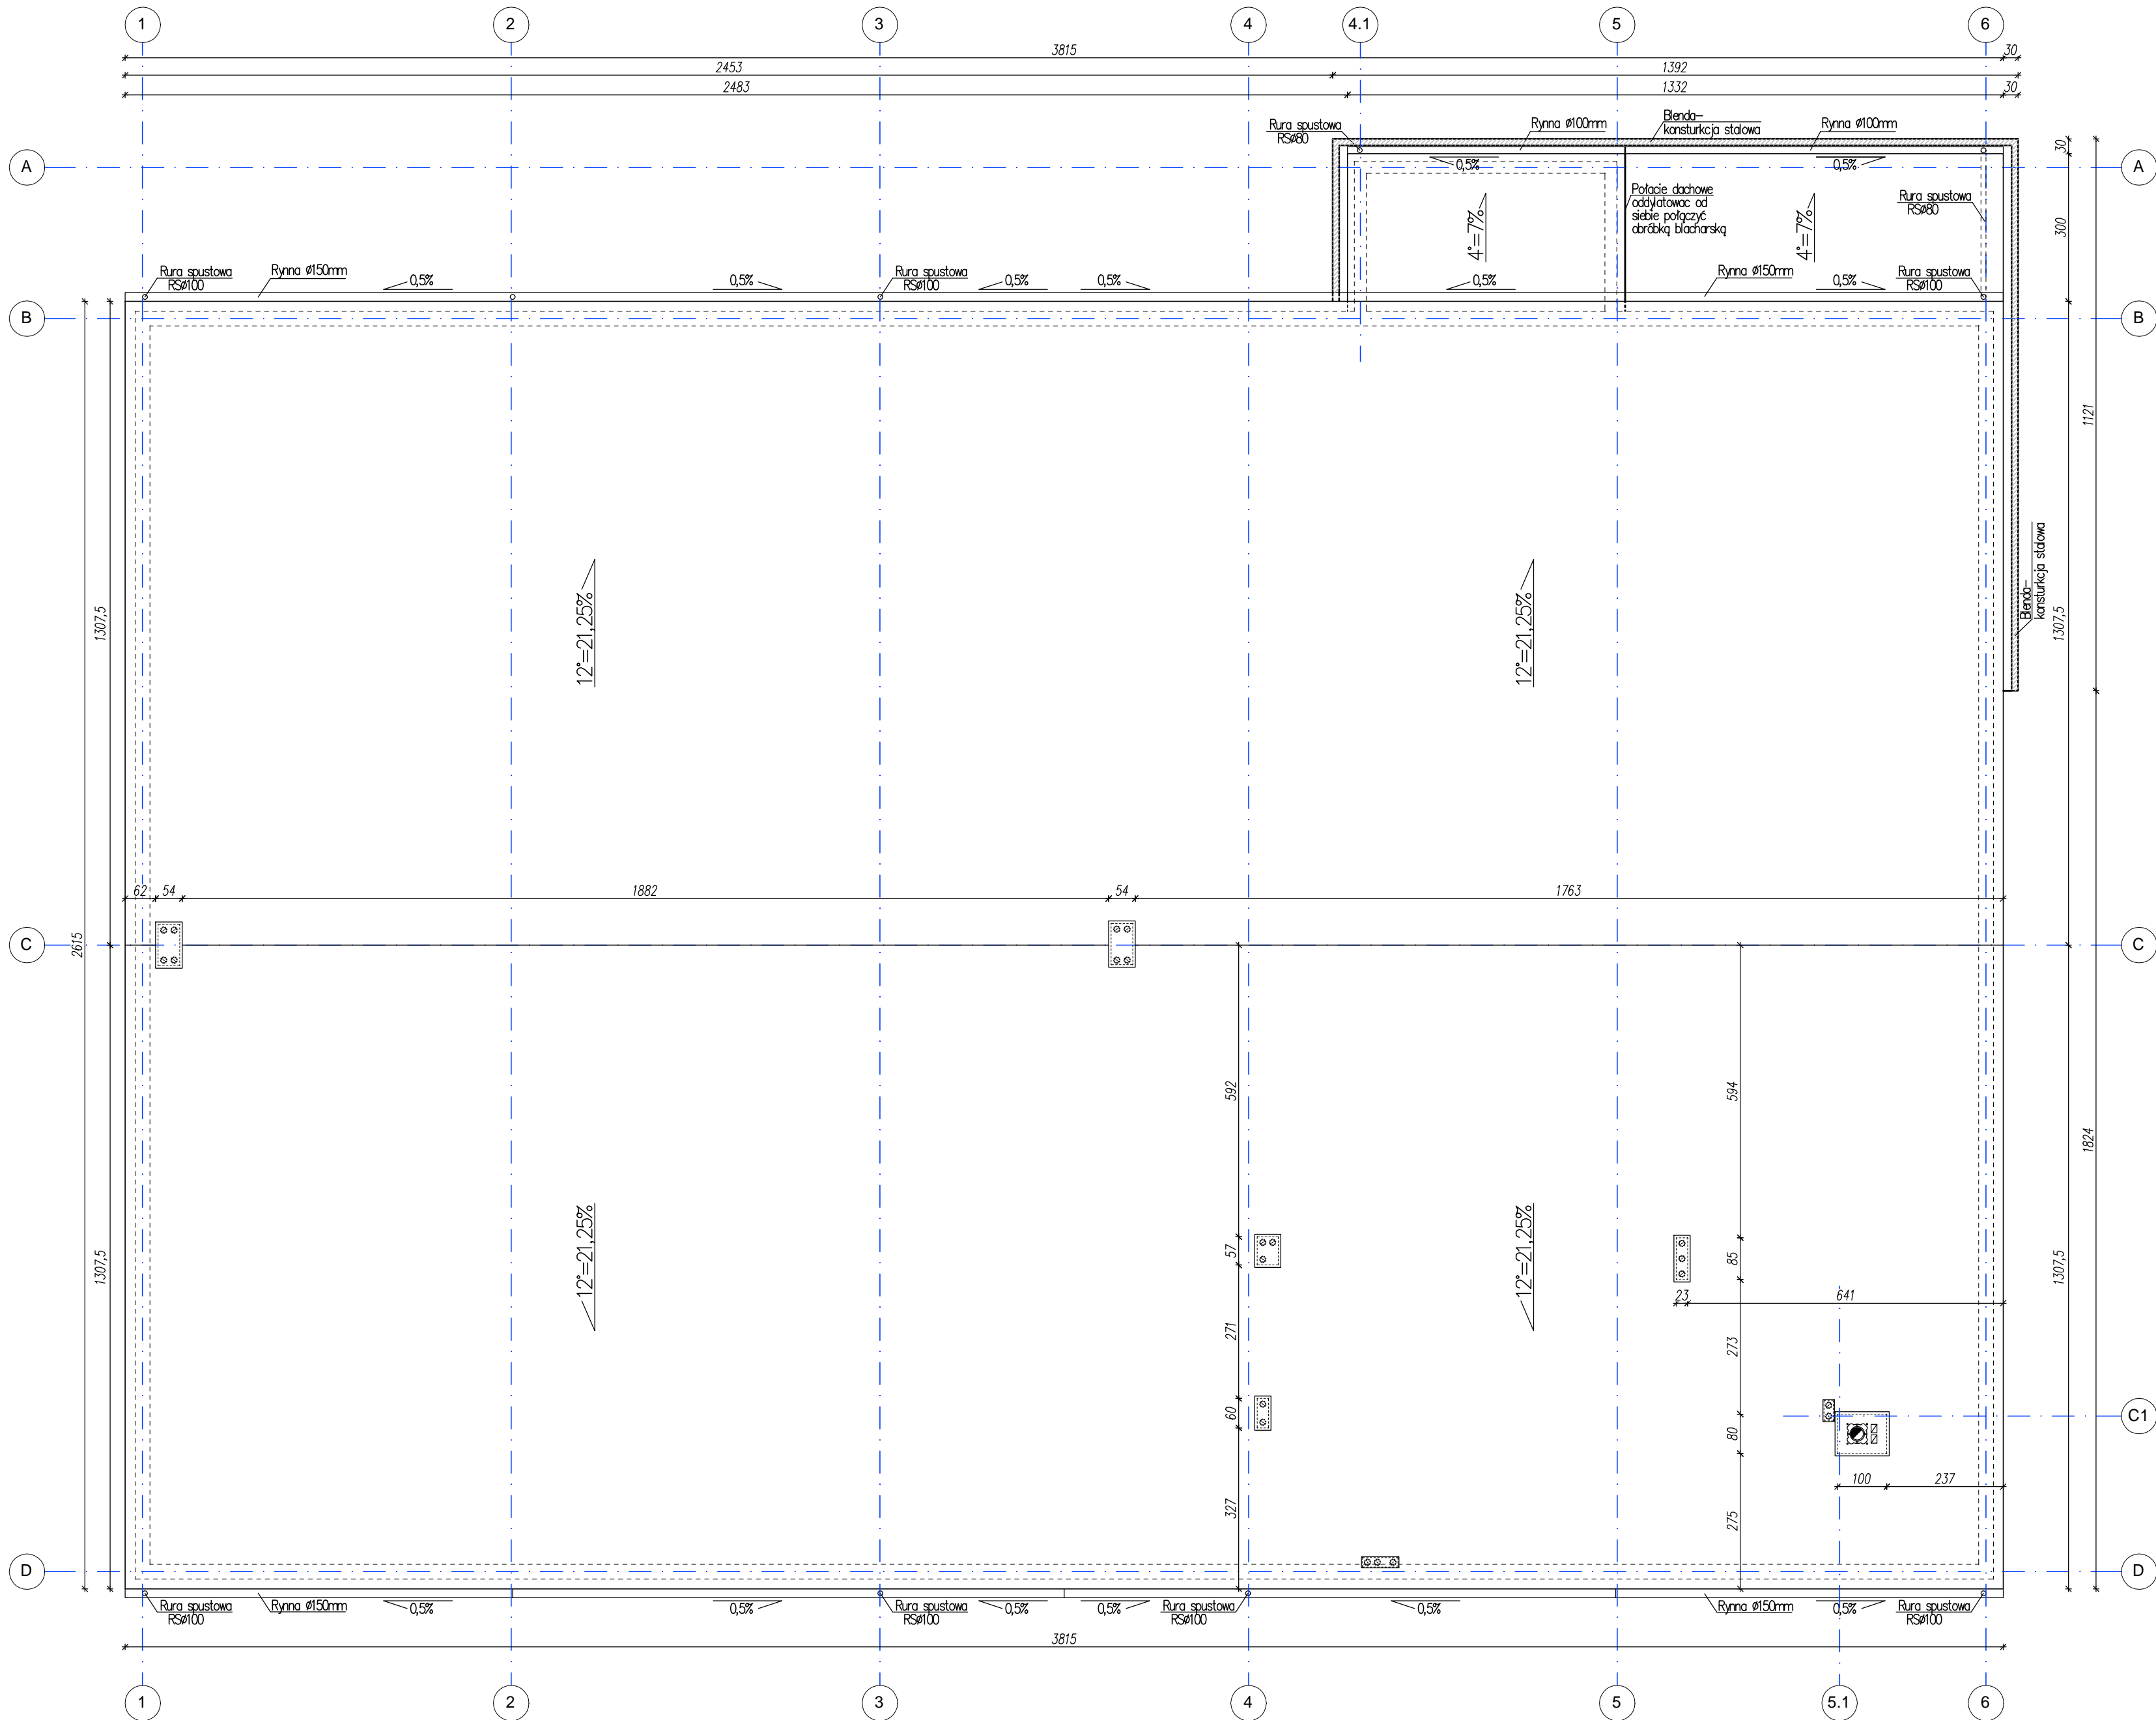 1 2 3 4 4.1 5 6
3815 30
2453 1392
2483 1332 30
Rura spustowa
RSø80
Rynna Ø100mm
Blenda–
konsturkcja stalowa
Rynna Ø100mm
A A
0,5% 0,5%
30
300
4°=7%
Połacie dachowe
oddylatowac od
siebie połączyć
obróbką blacharską
4°=7%
Rura spustowa
RSø80
Rura spustowa
RSø100
Rynna Ø150mm
0,5%
0,5%
Rura spustowa
RSø100
0,5%
0,5%
0,5%
Rynna Ø150mm
0,5%
Rura spustowa
RSø100
B B
1121
Blenda–
konsturkcja stalowa
1307,5
12°=21,25%
12°=21,25%
1307,5
62 54 1882 54 1763
C C
2615
592
594
1824
1307,5
12°=21,25%
12°=21,25%
57
85
1307,5
23 641
271
273
60
80
C1
100 237
327
275
D D
Rura spustowa
RSø100
Rynna Ø150mm
0,5%
0,5%
Rura spustowa
RSø100
0,5%
0,5%
Rura spustowa
RSø100
0,5%
Rynna Ø150mm
0,5%
Rura spustowa
RSø100
3815
1 2 3 4 5 5.1 6